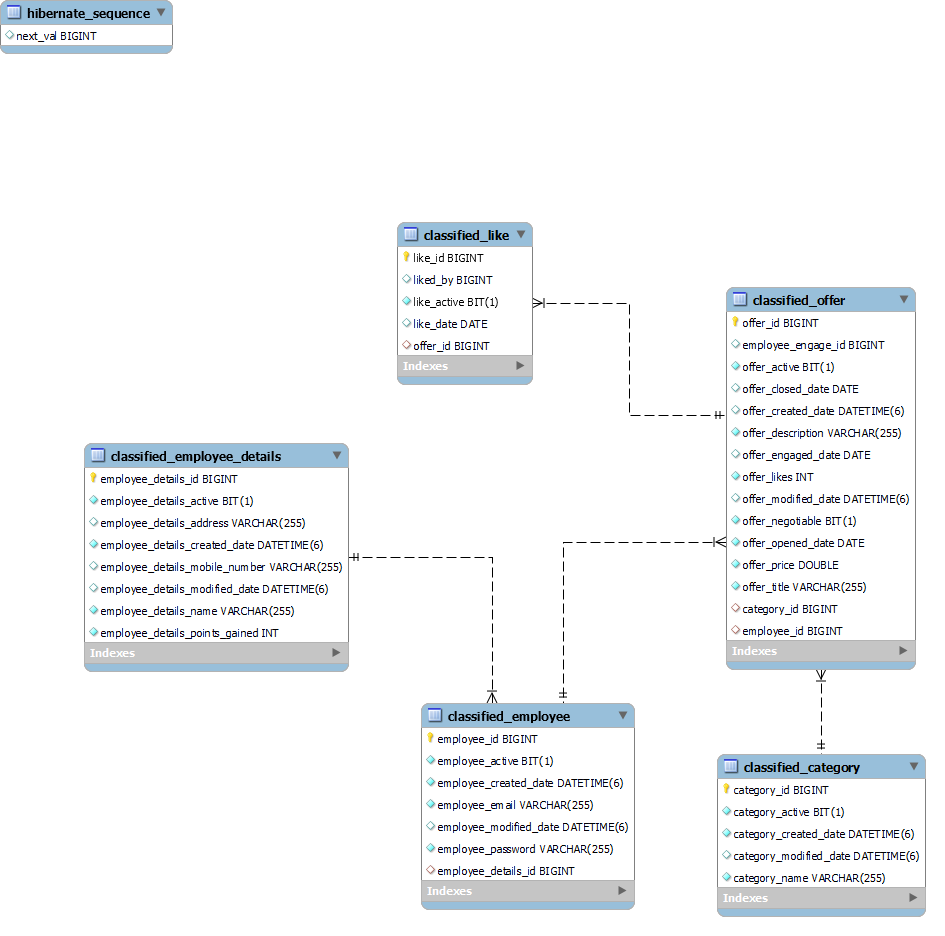 hibernate_sequence
next_val BIGINT
classified_like
like_id BIGINT
liked_by BIGINT
like_active BIT(1)
like_date DATE
offer_id BIGINT
Indexes
classified_offer
offer_id BIGINT
employee_engage_id BIGINT
offer_active BIT(1)
offer_closed_date DATE
offer_created_date DATETIME(6)
offer_description VARCHAR(255)
offer_engaged_date DATE
offer_likes INT
offer_modified_date DATETIME(6)
offer_negotiable BIT(1)
offer_opened_date DATE
offer_price DOUBLE
offer_title VARCHAR(255)
category_id BIGINT
employee_id BIGINT
Indexes
classified_employee_details
employee_details_id BIGINT
employee_details_active BIT(1)
employee_details_address VARCHAR(255)
employee_details_created_date DATETIME(6)
employee_details_mobile_number VARCHAR(255)
employee_details_modified_date DATETIME(6)
employee_details_name VARCHAR(255)
employee_details_points_gained INT
Indexes
classified_employee
employee_id BIGINT
employee_active BIT(1)
employee_created_date DATETIME(6)
employee_email VARCHAR(255)
employee_modified_date DATETIME(6)
employee_password VARCHAR(255)
employee_details_id BIGINT
Indexes
classified_category
category_id BIGINT
category_active BIT(1)
category_created_date DATETIME(6)
category_modified_date DATETIME(6)
category_name VARCHAR(255)
Indexes